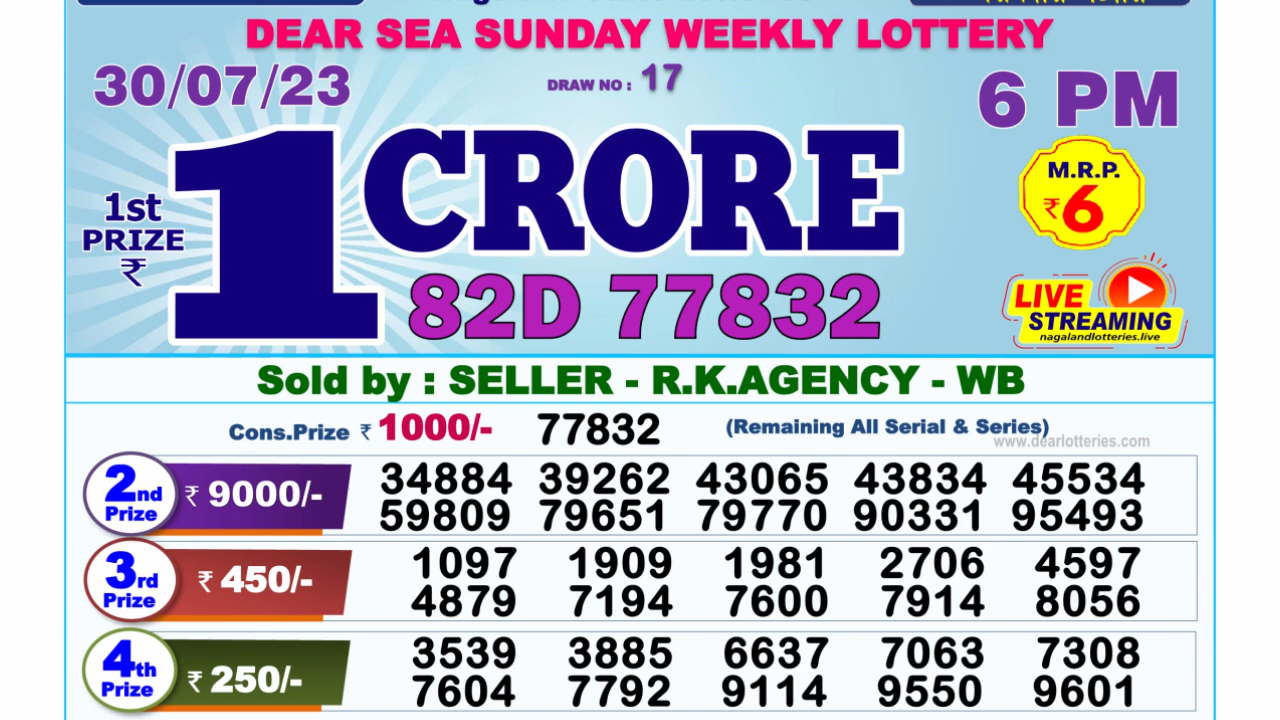 DEAR SEA SUNDAY WEEKLY LOTTERY
30/07/23
DRAW NO : 17
6 PM
M.R.P.
₹6
1st
PRIZE
₹
1 CRORE
82D 77832
LIVE
STREAMING
nagalandlotteries.live
Sold by : SELLER - R.K.AGENCY - WB
Cons.Prize ₹ 1000/- 77832 (Remaining All Serial & Series)
www.dearlotteries.com
2nd Prize ₹ 9000/-
34884 39262 43065 43834 45534
59809 79651 79770 90331 95493
3rd Prize ₹ 450/-
1097 1909 1981 2706 4597
4879 7194 7600 7914 8056
4th Prize ₹ 250/-
3539 3885 6637 7063 7308
7604 7792 9114 9550 9601